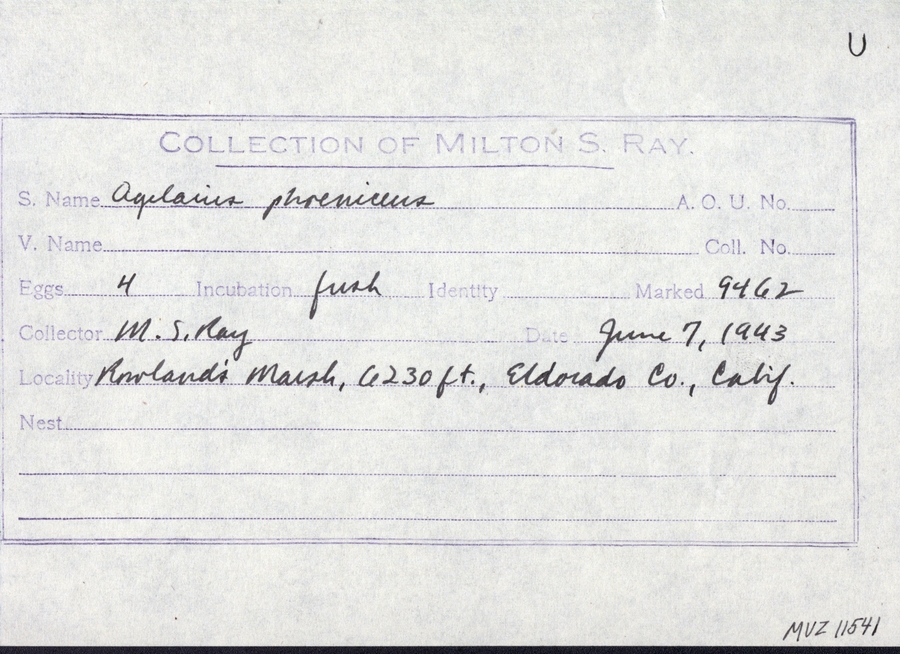 U
COLLECTION OF MILTON S. RAY.
S. Name Agelaius phoeniceus A. O. U. No.
V. Name Coll. No.
Eggs 4 Incubation fresh Identity Marked 9462
Collector M. S. Ray Date June 7, 1943
Locality Rowland's Marsh, 6230 ft., Eldorado Co., Calif.
Nest
MVZ 11541